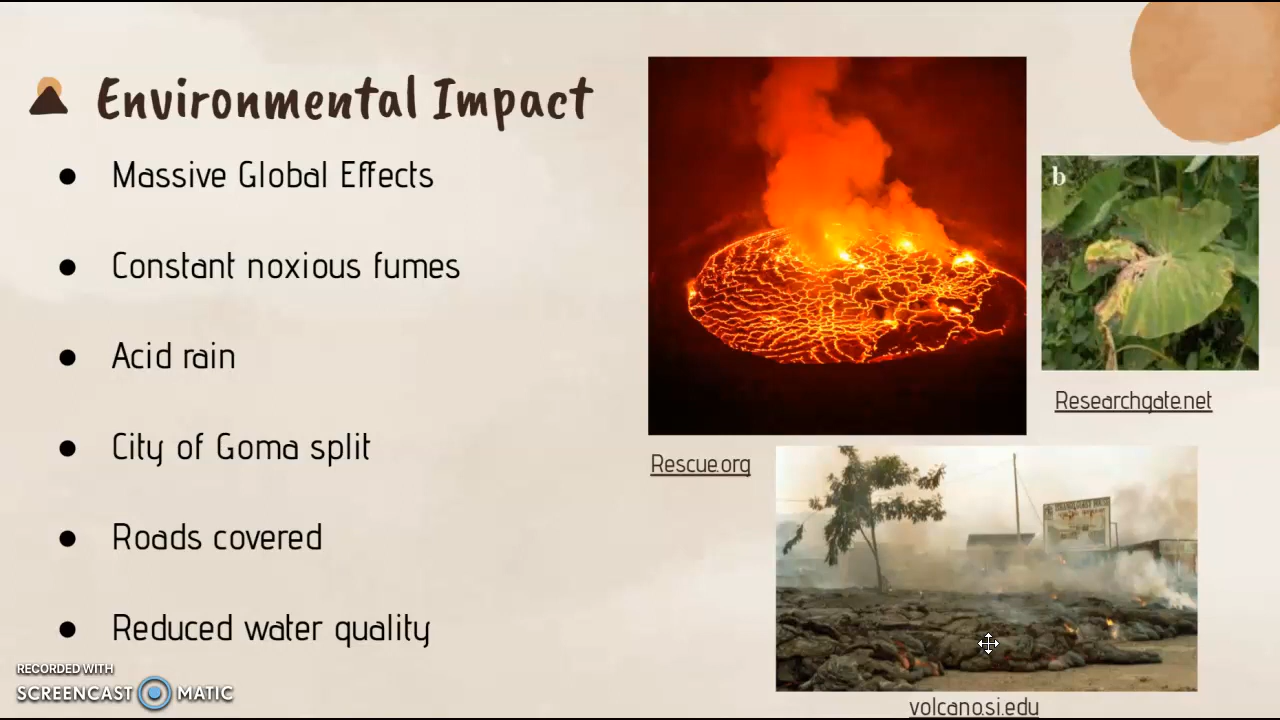 Environmental Impact
● Massive Global Effects
● Constant noxious fumes
● Acid rain
● City of Goma split
● Roads covered
● Reduced water quality
b
Researchgate.net
Rescue.org
volcano.si.edu
RECORDED WITH
SCREENCAST MATIC